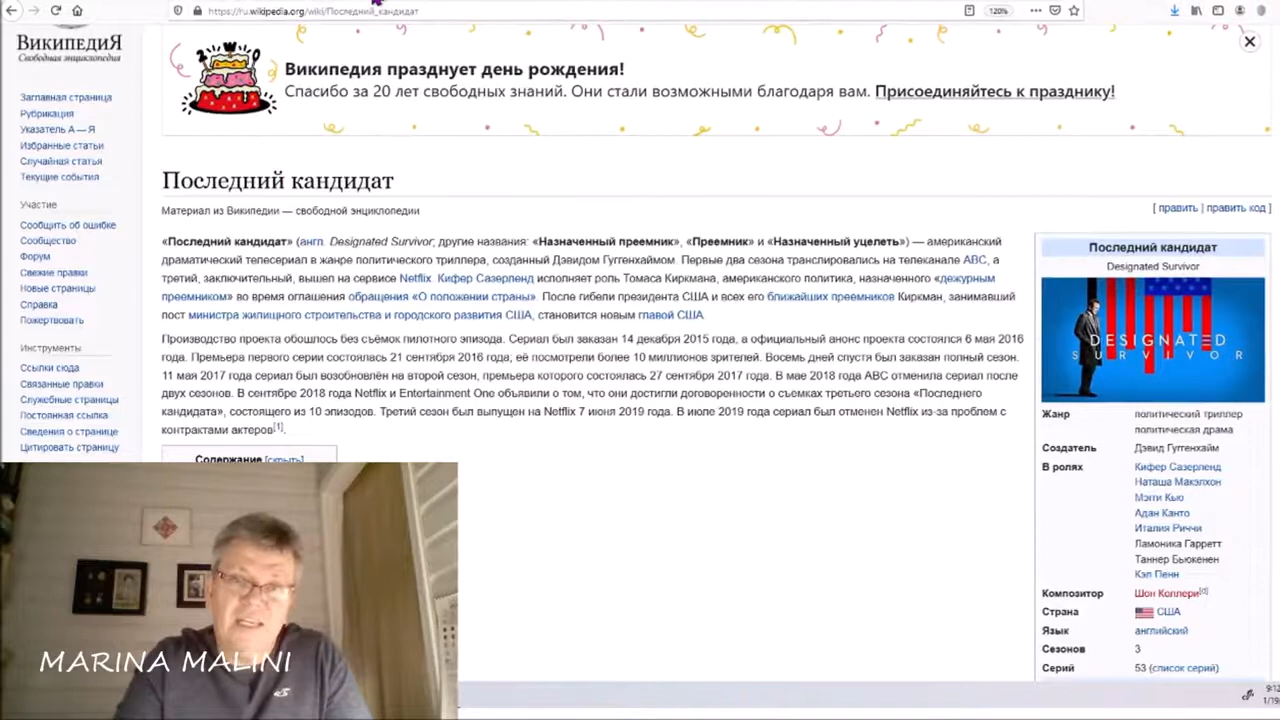 https://ru.wikipedia.org/wiki/Последний_кандидат
120%
ВикипедиЯ
Свободная энциклопедия
Заглавная страница
Рубрикация
Указатель А — Я
Избранные статьи
Случайная статья
Текущие события
Участие
Сообщить об ошибке
Сообщество
Форум
Свежие правки
Новые страницы
Справка
Пожертвовать
Инструменты
Ссылки сюда
Связанные правки
Служебные страницы
Постоянная ссылка
Сведения о странице
Цитировать страницу
Википедия празднует день рождения!
Спасибо за 20 лет свободных знаний. Они стали возможными благодаря вам. Присоединяйтесь к празднику!
Последний кандидат
Материал из Википедии — свободной энциклопедии
[ править | править код ]
«Последний кандидат» (англ. Designated Survivor; другие названия: «Назначенный преемник», «Преемник» и «Назначенный уцелеть») — американский
драматический телесериал в жанре политического триллера, созданный Дэвидом Гуггенхаймом. Первые два сезона транслировались на телеканале ABC, а
третий, заключительный, вышел на сервисе Netflix. Кифер Сазерленд исполняет роль Томаса Киркмана, американского политика, назначенного «дежурным
преемником» во время оглашения обращения «О положении страны». После гибели президента США и всех его ближайших преемников Киркман, занимавший
пост министра жилищного строительства и городского развития США, становится новым главой США
Производство проекта обошлось без съёмок пилотного эпизода. Сериал был заказан 14 декабря 2015 года, а официальный анонс проекта состоялся 6 мая 2016
года. Премьера первого серии состоялась 21 сентября 2016 года; её посмотрели более 10 миллионов зрителей. Восемь дней спустя был заказан полный сезон.
11 мая 2017 года сериал был возобновлён на второй сезон, премьера которого состоялась 27 сентября 2017 года. В мае 2018 года ABC отменила сериал после
двух сезонов. В сентябре 2018 года Netflix и Entertainment One объявили о том, что они достигли договоренности о съемках третьего сезона «Последнего
кандидата», состоящего из 10 эпизодов. Третий сезон был выпущен на Netflix 7 июня 2019 года. В июле 2019 года сериал был отменен Netflix из-за проблем с
контрактами актеров[1].
Содержание [скрыть]
Последний кандидат
Designated Survivor
DESIGNATED
SURVIVOR
Жанр политический триллер
политическая драма
Создатель Дэвид Гуггенхайм
В ролях Кифер Сазерленд
Наташа Макэлхон
Мэгги Кью
Адан Канто
Италия Риччи
Ламоника Гарретт
Таннер Бьюкенен
Кэл Пенн
Композитор Шон Коллери[d]
Страна США
Язык английский
Сезонов 3
Серий 53 (список серий)
MARINA MALINI